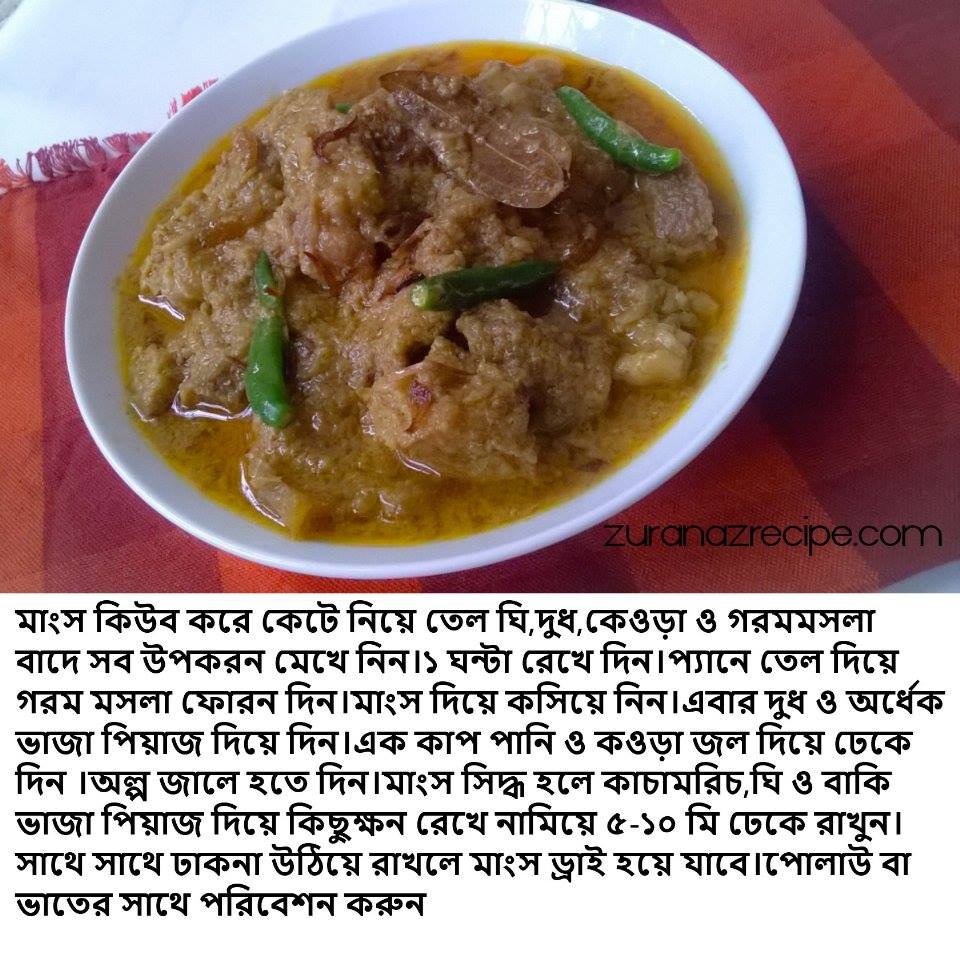 zuranazrecipe.com
মাংস কিউব করে কেটে নিয়ে তেল ঘি,দুধ,কেওড়া ও গরমমসলা
বাদে সব উপকরন মেখে নিন।১ ঘন্টা রেখে দিন।প্যানে তেল দিয়ে
গরম মসলা ফোরন দিন।মাংস দিয়ে কসিয়ে নিন।এবার দুধ ও অর্ধেক
ভাজা পিয়াজ দিয়ে দিন।এক কাপ পানি ও কওড়া জল দিয়ে ঢেকে
দিন ।অল্প জালে হতে দিন।মাংস সিদ্ধ হলে কাচামরিচ,ঘি ও বাকি
ভাজা পিয়াজ দিয়ে কিছুক্ষন রেখে নামিয়ে ৫-১০ মি ঢেকে রাখুন।
সাথে সাথে ঢাকনা উঠিয়ে রাখলে মাংস ড্রাই হয়ে যাবে।পোলাউ বা
ভাতের সাথে পরিবেশন করুন